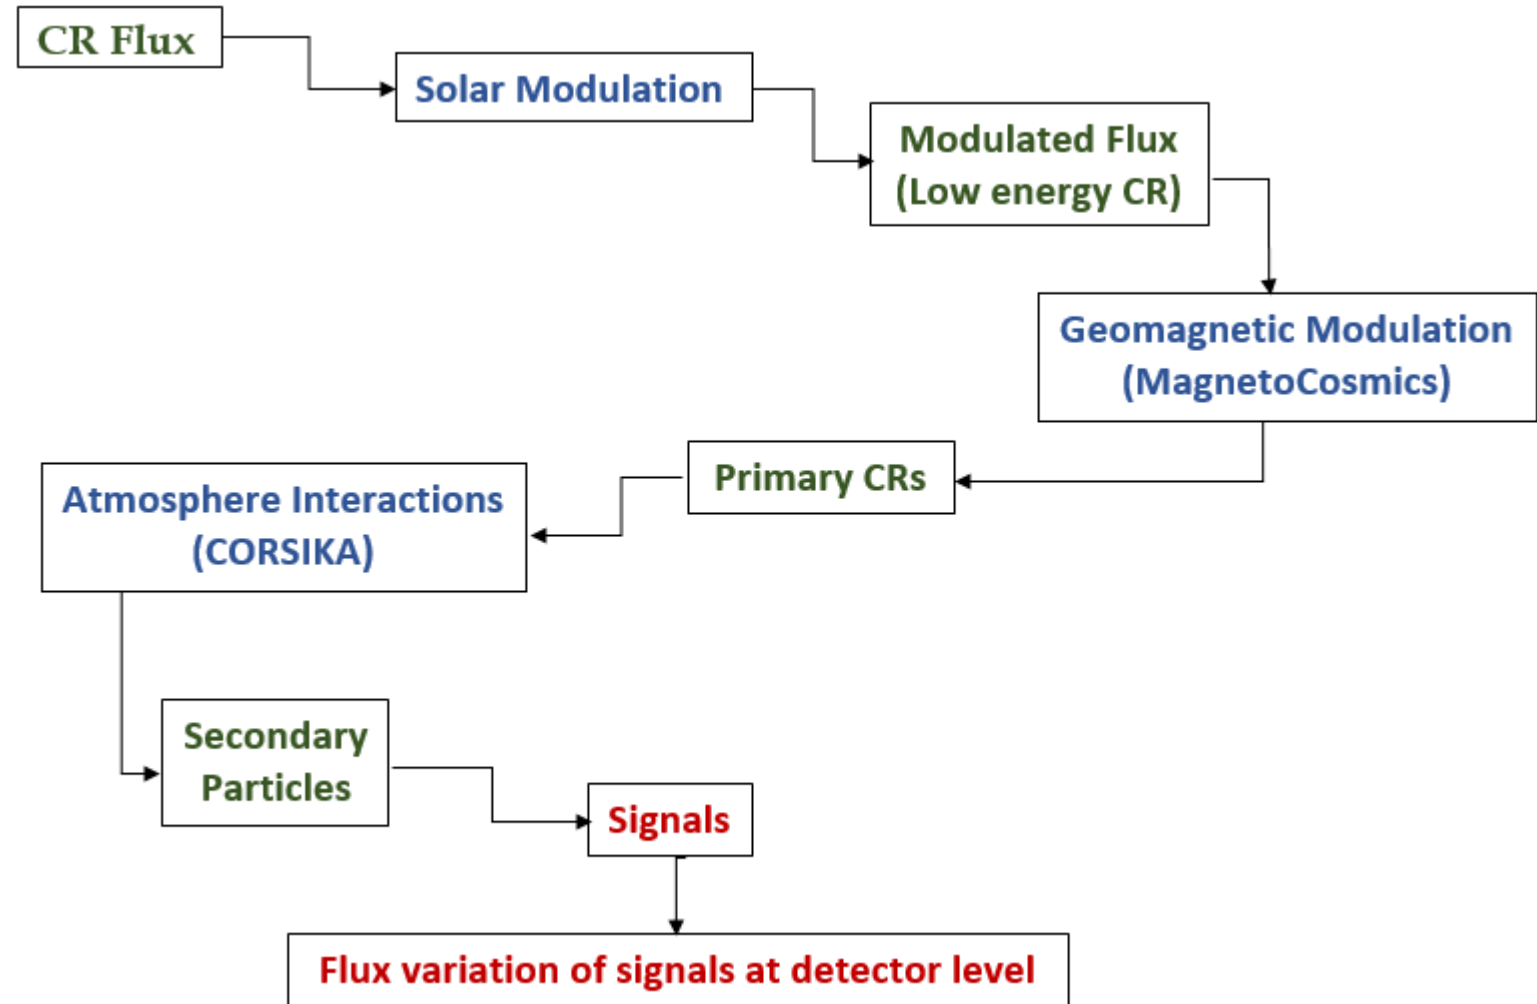 CR Flux
Solar Modulation
Modulated Flux
(Low energy CR)
Geomagnetic Modulation
(MagnetoCosmics)
Primary CRs
Atmosphere Interactions
(CORSIKA)
Secondary
Particles
Signals
Flux variation of signals at detector level